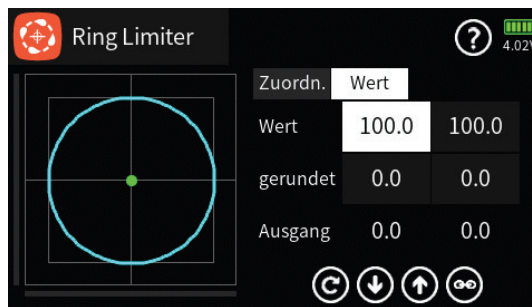 Ring Limiter
?
4.02V
Zuordn. Wert
Wert 100.0 100.0
gerundet 0.0 0.0
Ausgang 0.0 0.0